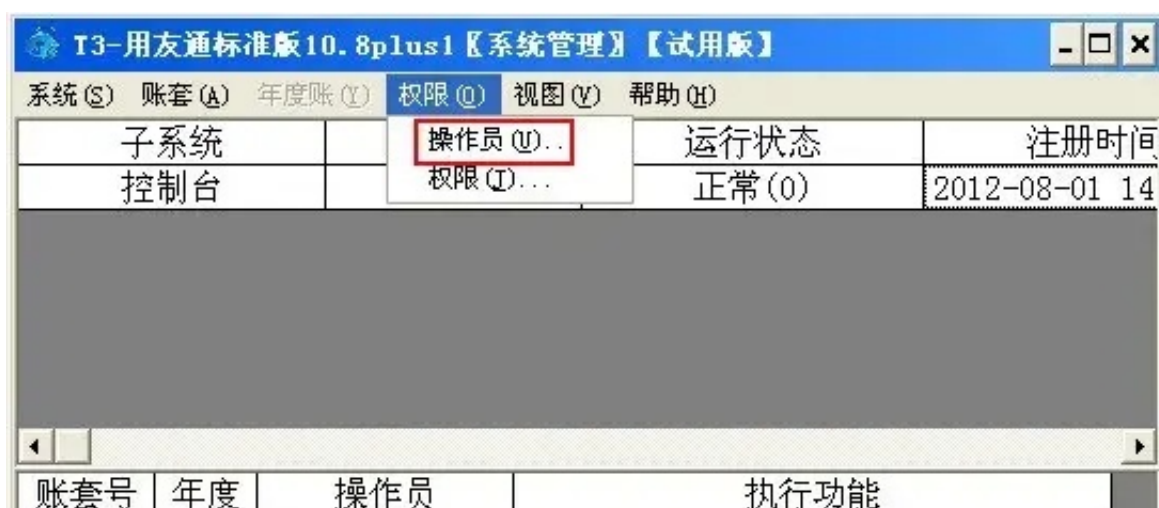 T3-用友通标准版10.8plus1〖系统管理〗【试用版】
系统(S) 账套(A) 年度账(Y) 权限(O) 视图(V) 帮助(H)
子系统 运行状态 注册时间
操作员(U)..
控制台 正常(0) 2012-08-01 14
权限(J)...
账套号 年度 操作员 执行功能